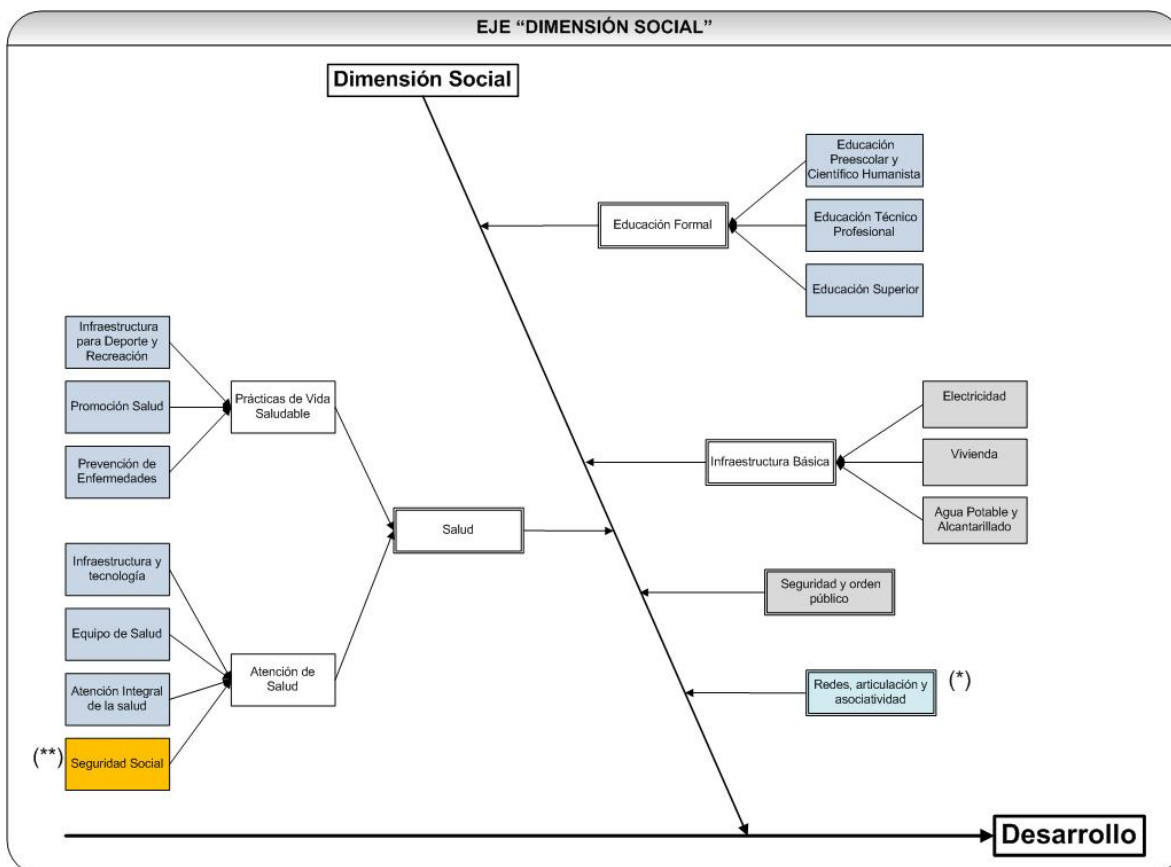 EJE “DIMENSIÓN SOCIAL”
Dimensión Social
Educación
Preescolar y
Científico Humanista
Educación Formal
Educación Técnico
Profesional
Educación Superior
Infraestructura
para Deporte y
Recreación
Promoción Salud
Prácticas de Vida
Saludable
Prevención de
Enfermedades
Electricidad
Infraestructura Básica
Vivienda
Agua Potable y
Alcantarillado
Salud
Infraestructura y
tecnología
Equipo de Salud
Atención de
Salud
Atención Integral
de la salud
(**)
Seguridad Social
Seguridad y orden
público
Redes, articulación y
asociatividad
(*)
Desarrollo